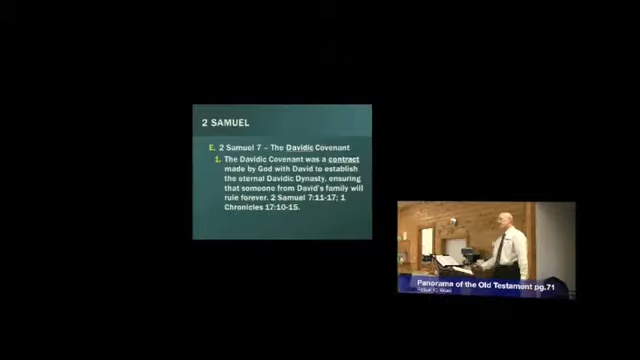 2 SAMUEL
E. 2 Samuel 7 – The Davidic Covenant
1. The Davidic Covenant was a contract
made by God with David to establish
the eternal Davidic Dynasty, ensuring
that someone from David's family will
rule forever. 2 Samuel 7:11-17; 1
Chronicles 17:10-15.
Panorama of the Old Testament pg.71